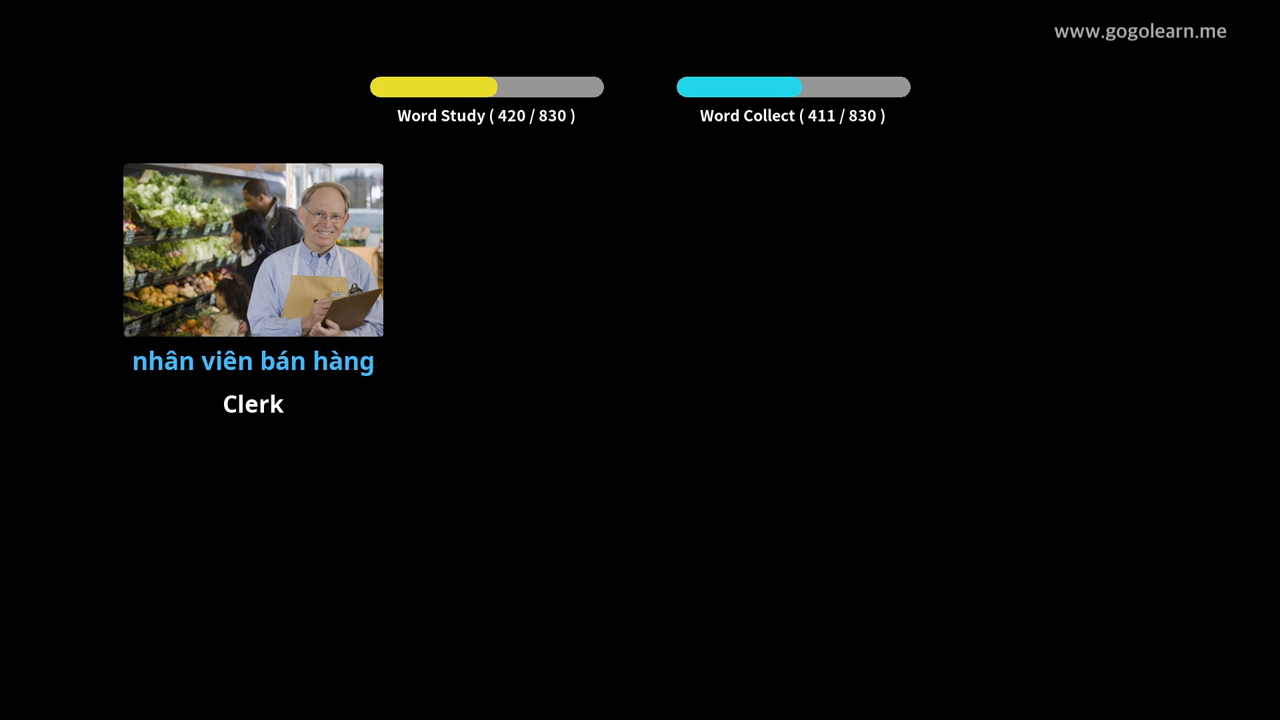 www.gogolearn.me
Word Study ( 420 / 830 )
Word Collect ( 411 / 830 )
nhân viên bán hàng
Clerk